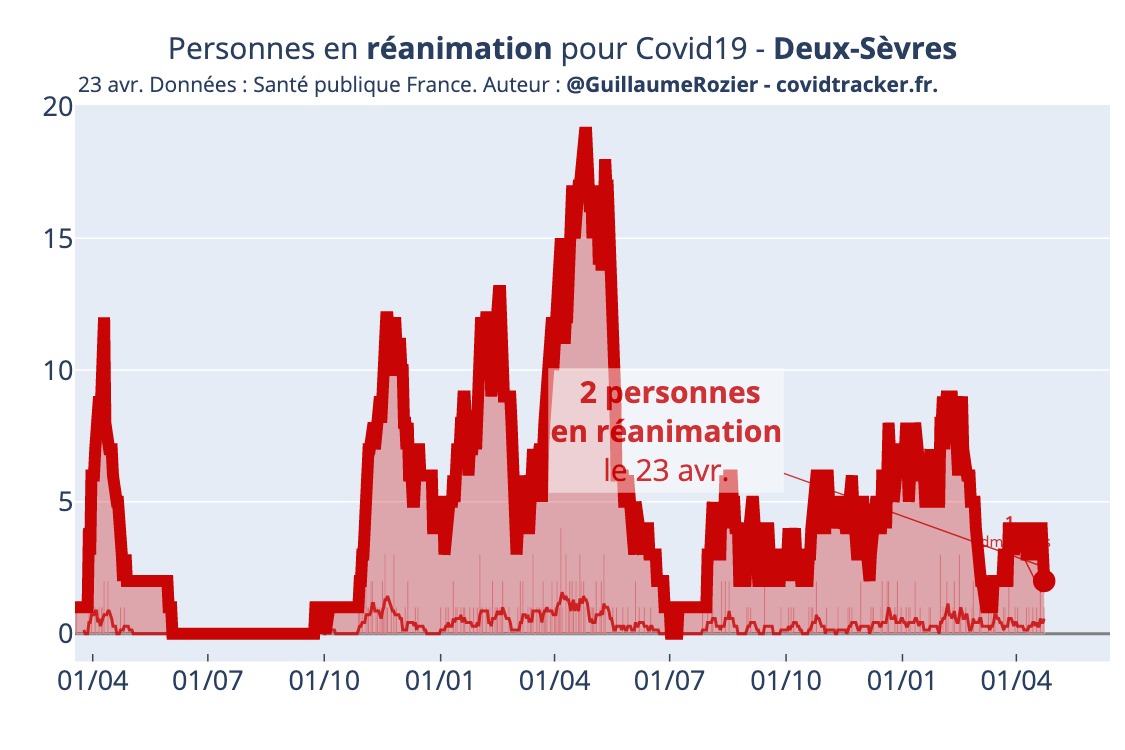 Personnes en réanimation pour Covid19 - Deux-Sèvres
23 avr. Données : Santé publique France. Auteur : @GuillaumeRozier - covidtracker.fr.
20
15
10
5
0
2 personnes
en réanimation
le 23 avr.
1
01/04 01/07 01/10 01/01 01/04 01/07 01/10 01/01 01/04